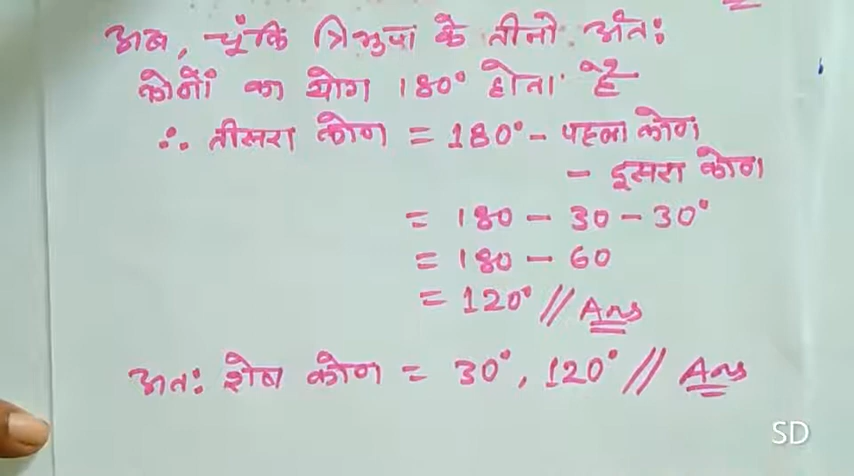 अब, चूंकि त्रिभुज के तीनो अंत:
कोनों का योग 180° होता है
∴ तीसरा कोण = 180° - पहला कोण
- दूसरा कोण
= 180 - 30 - 30°
= 180 - 60
= 120° // Ans
अत: शेष कोण = 30°, 120° // Ans
SD